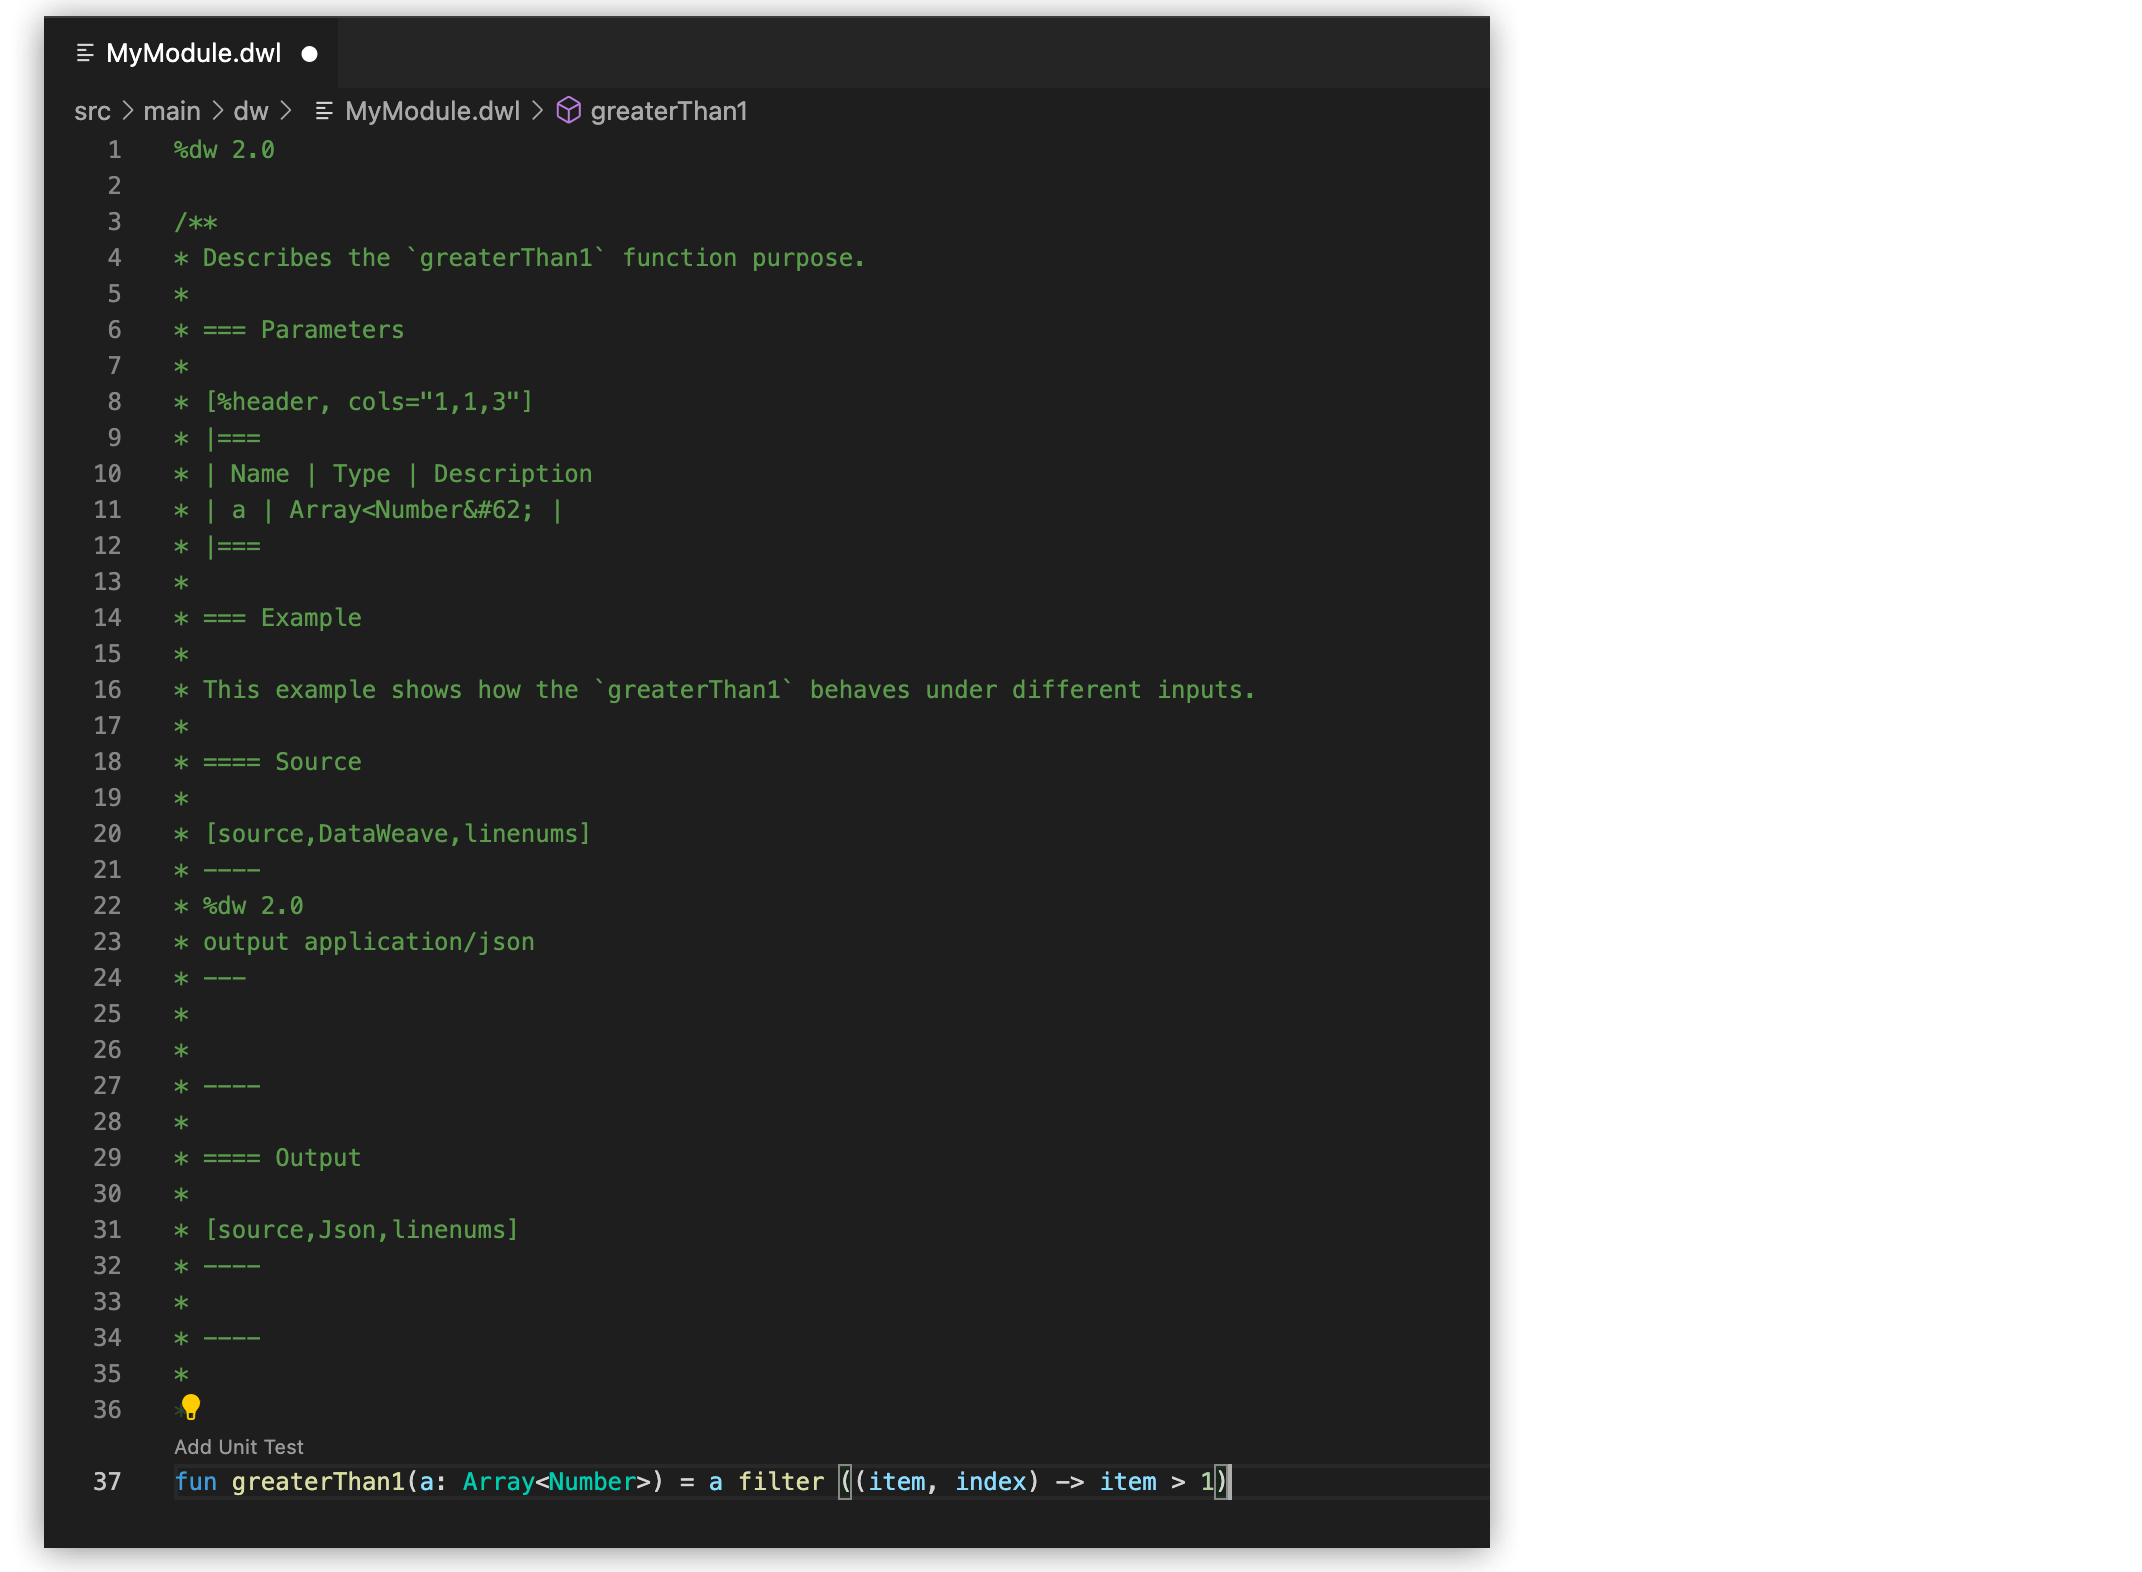 MyModule.dwl
src > main > dw > MyModule.dwl > greaterThan1
1 %dw 2.0
2
3 /**
4 * Describes the `greaterThan1` function purpose.
5 *
6 * === Parameters
7 *
8 * [%header, cols="1,1,3"]
9 * |===
10 * | Name | Type | Description
11 * | a | Array<Number&#62; |
12 * |===
13 *
14 * === Example
15 *
16 * This example shows how the `greaterThan1` behaves under different inputs.
17 *
18 * ==== Source
19 *
20 * [source,DataWeave,linenums]
21 * ----
22 * %dw 2.0
23 * output application/json
24 * ---
25 *
26 *
27 * ----
28 *
29 * ==== Output
30 *
31 * [source,Json,linenums]
32 * ----
33 *
34 * ----
35 *
36 *
Add Unit Test
37 fun greaterThan1(a: Array<Number>) = a filter ((item, index) -> item > 1)